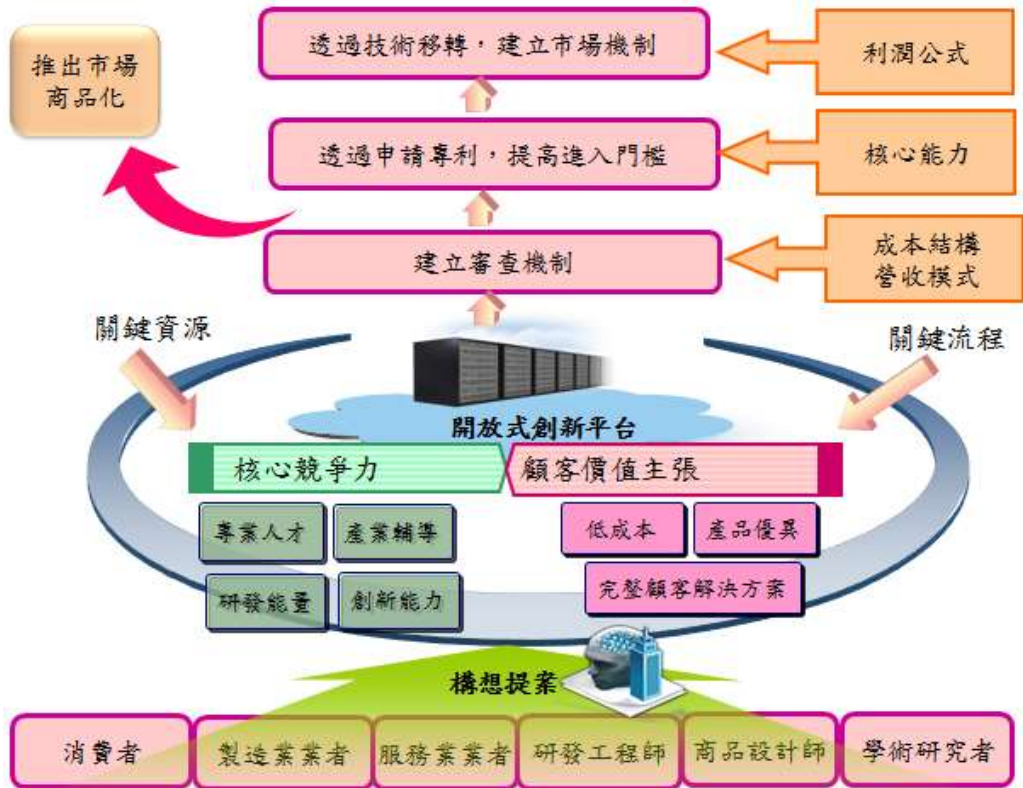 透過技術移轉，建立市場機制
利潤公式
推出市場
商品化
透過申請專利，提高進入門檻
核心能力
建立審查機制
成本結構
營收模式
關鍵資源
關鍵流程
開放式創新平台
核心競爭力
顧客價值主張
專業人才
產業輔導
低成本
產品優異
研發能量
創新能力
完整顧客解決方案
構想提案
消費者
製造業業者
服務業業者
研發工程師
商品設計師
學術研究者